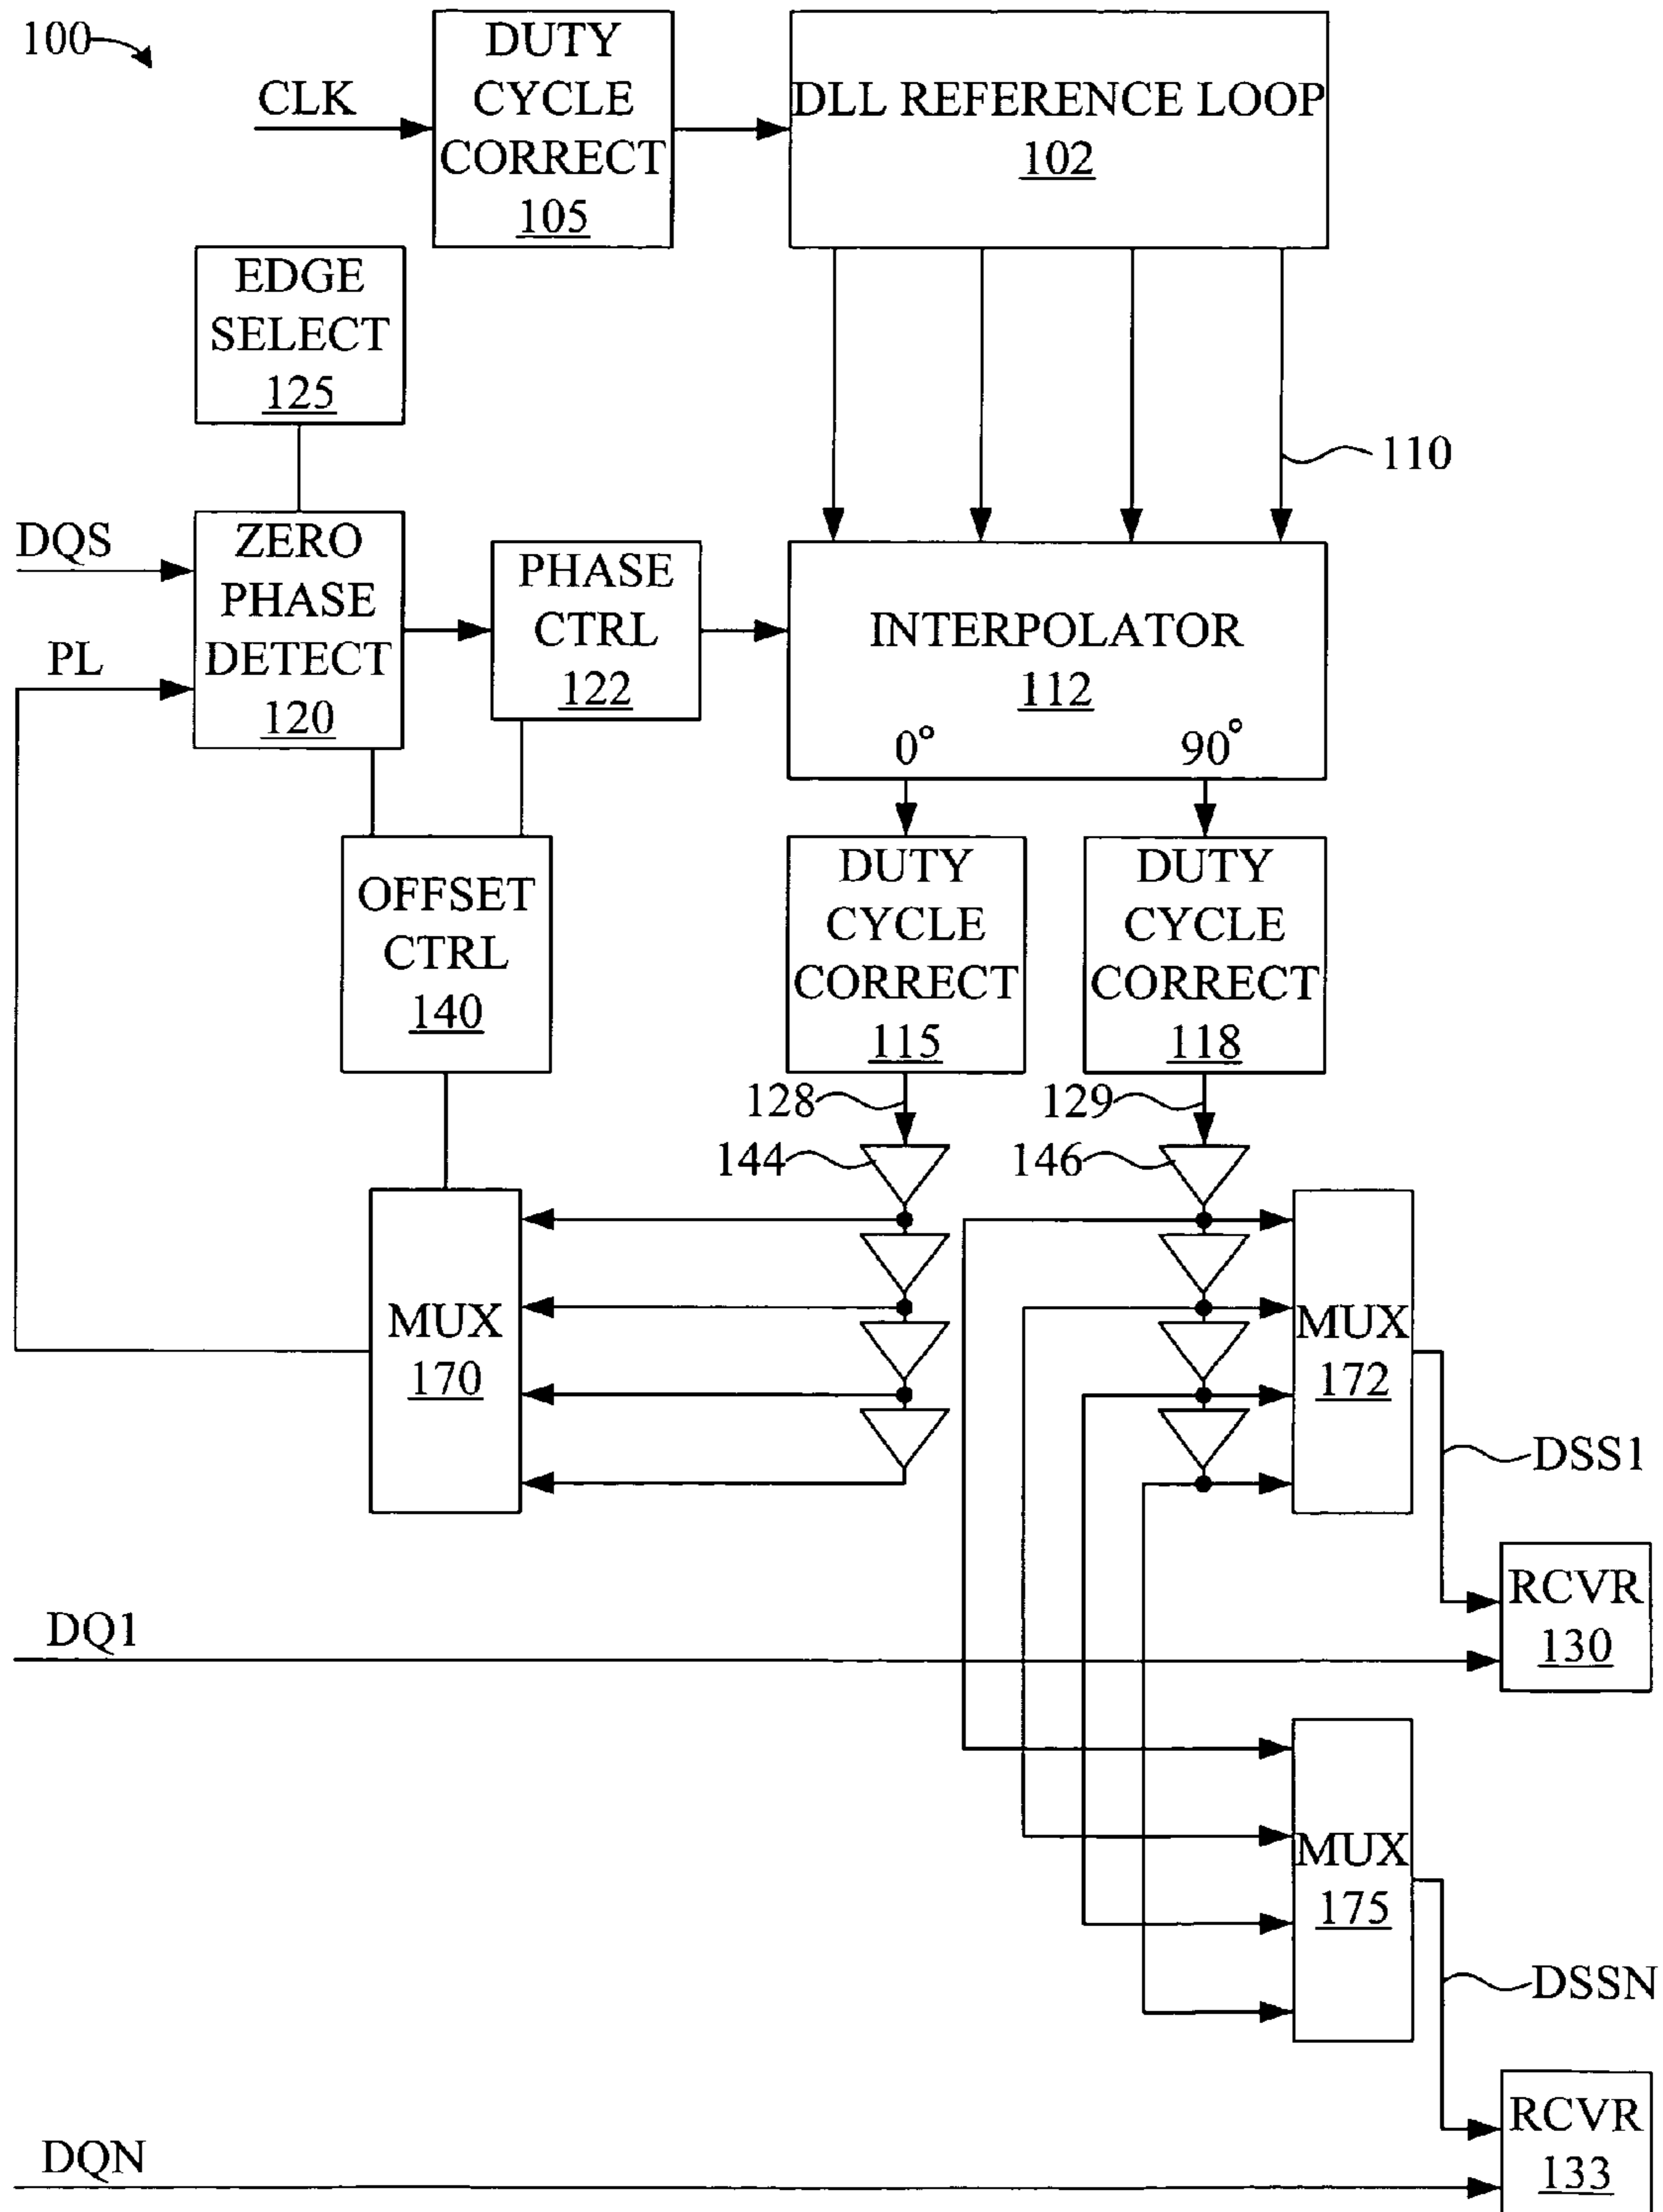 100
CLK
DUTY
CYCLE
CORRECT
105
DLL REFERENCE LOOP
102
EDGE
SELECT
125
110
DQS
PL
ZERO
PHASE
DETECT
120
PHASE
CTRL
122
INTERPOLATOR
112
0°
90°
OFFSET
CTRL
140
DUTY
CYCLE
CORRECT
115
DUTY
CYCLE
CORRECT
118
128
129
144
146
MUX
170
MUX
172
DSS1
DQ1
RCVR
130
MUX
175
DSSN
DQN
RCVR
133